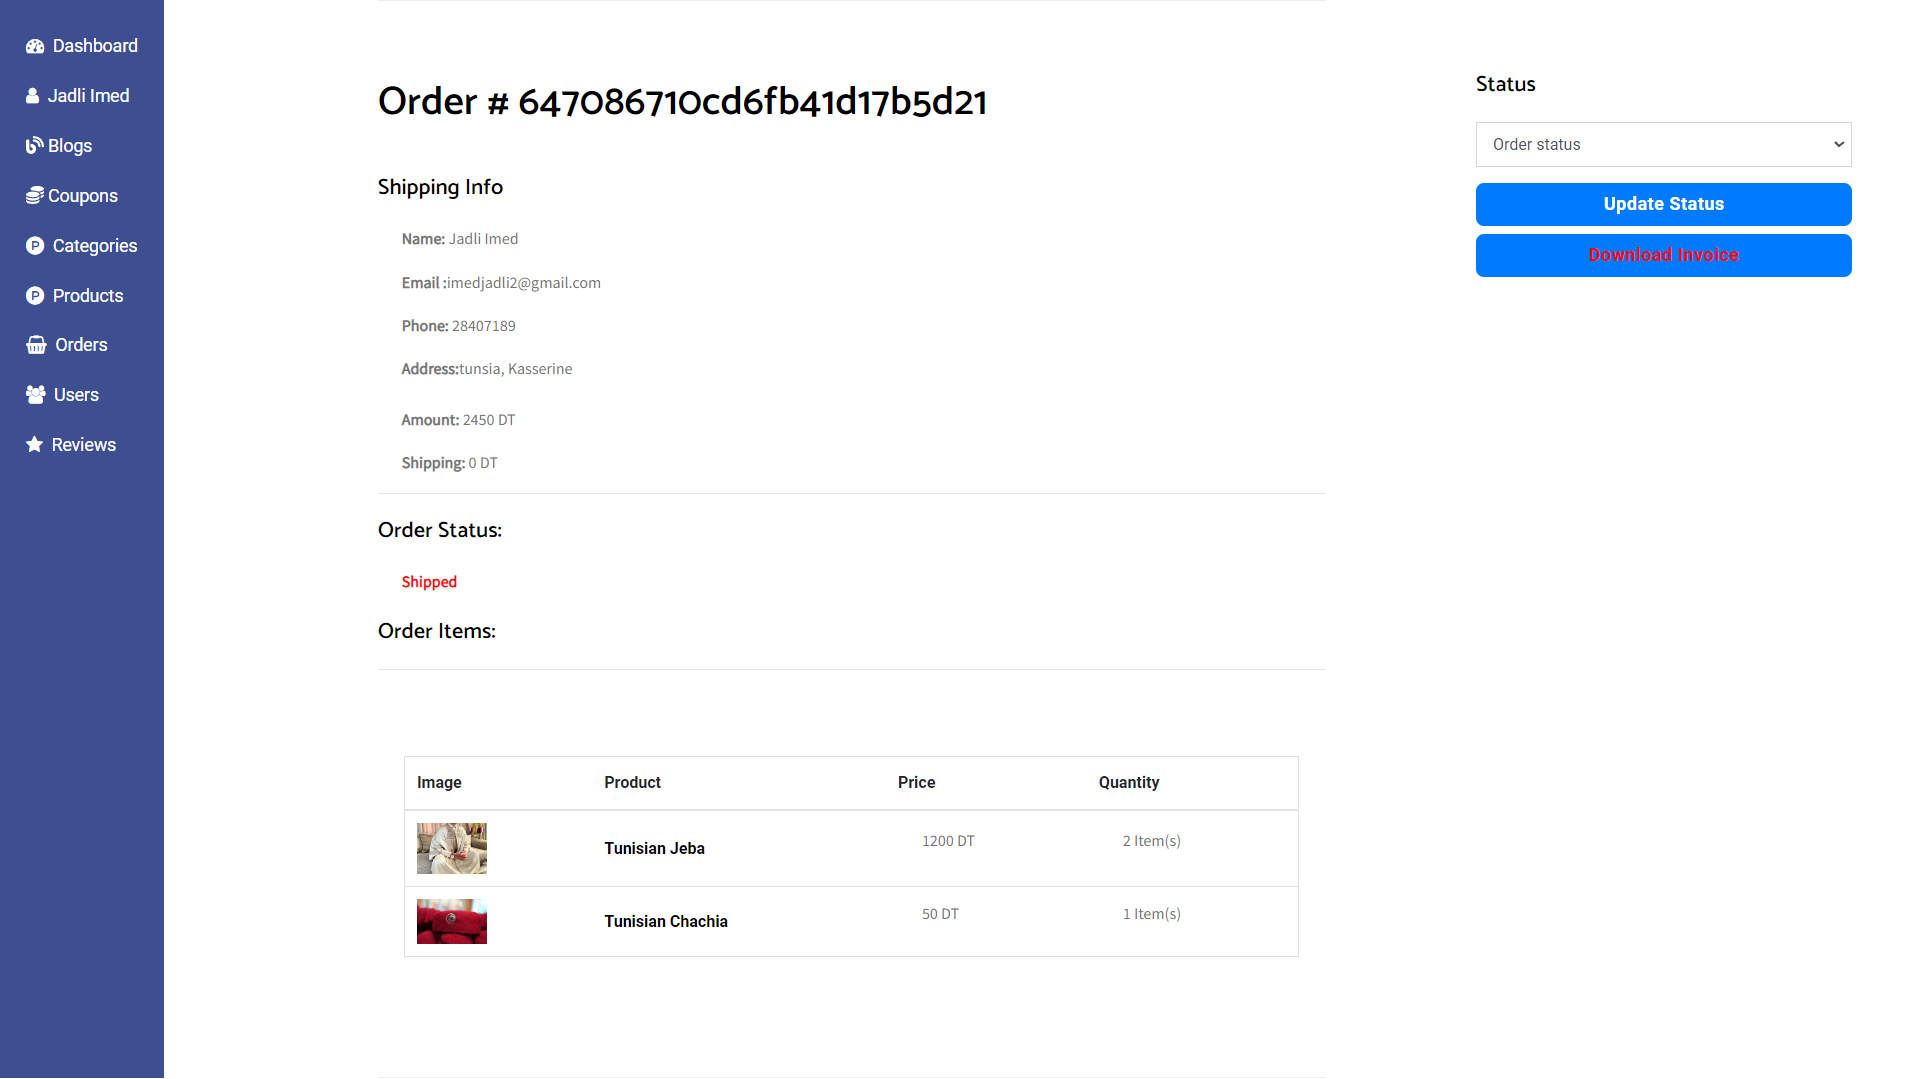 Dashboard
Jadli Imed
Blogs
Coupons
Categories
Products
Orders
Users
Reviews
Order # 647086710cd6fb41d17b5d21
Shipping Info
Name: Jadli Imed
Email :imedjadli2@gmail.com
Phone: 28407189
Address:tunsia, Kasserine
Amount: 2450 DT
Shipping: 0 DT
Order Status:
Shipped
Order Items:
Image Product Price Quantity
Tunisian Jeba 1200 DT 2 Item(s)
Tunisian Chachia 50 DT 1 Item(s)
Status
Order status
Update Status
Download Invoice